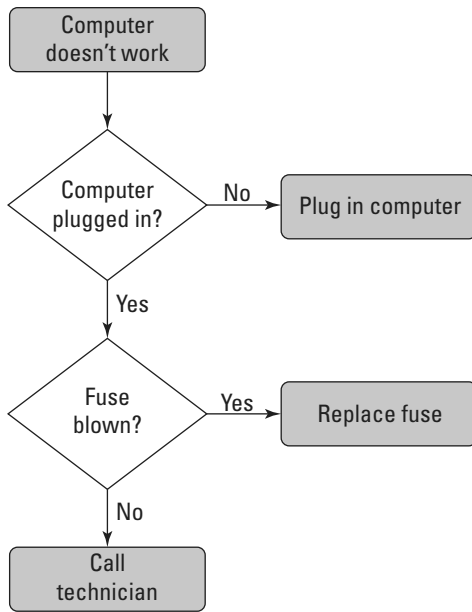 Computer
doesn't work
Computer
plugged in?
No
Plug in computer
Yes
Fuse
blown?
Yes
Replace fuse
No
Call
technician